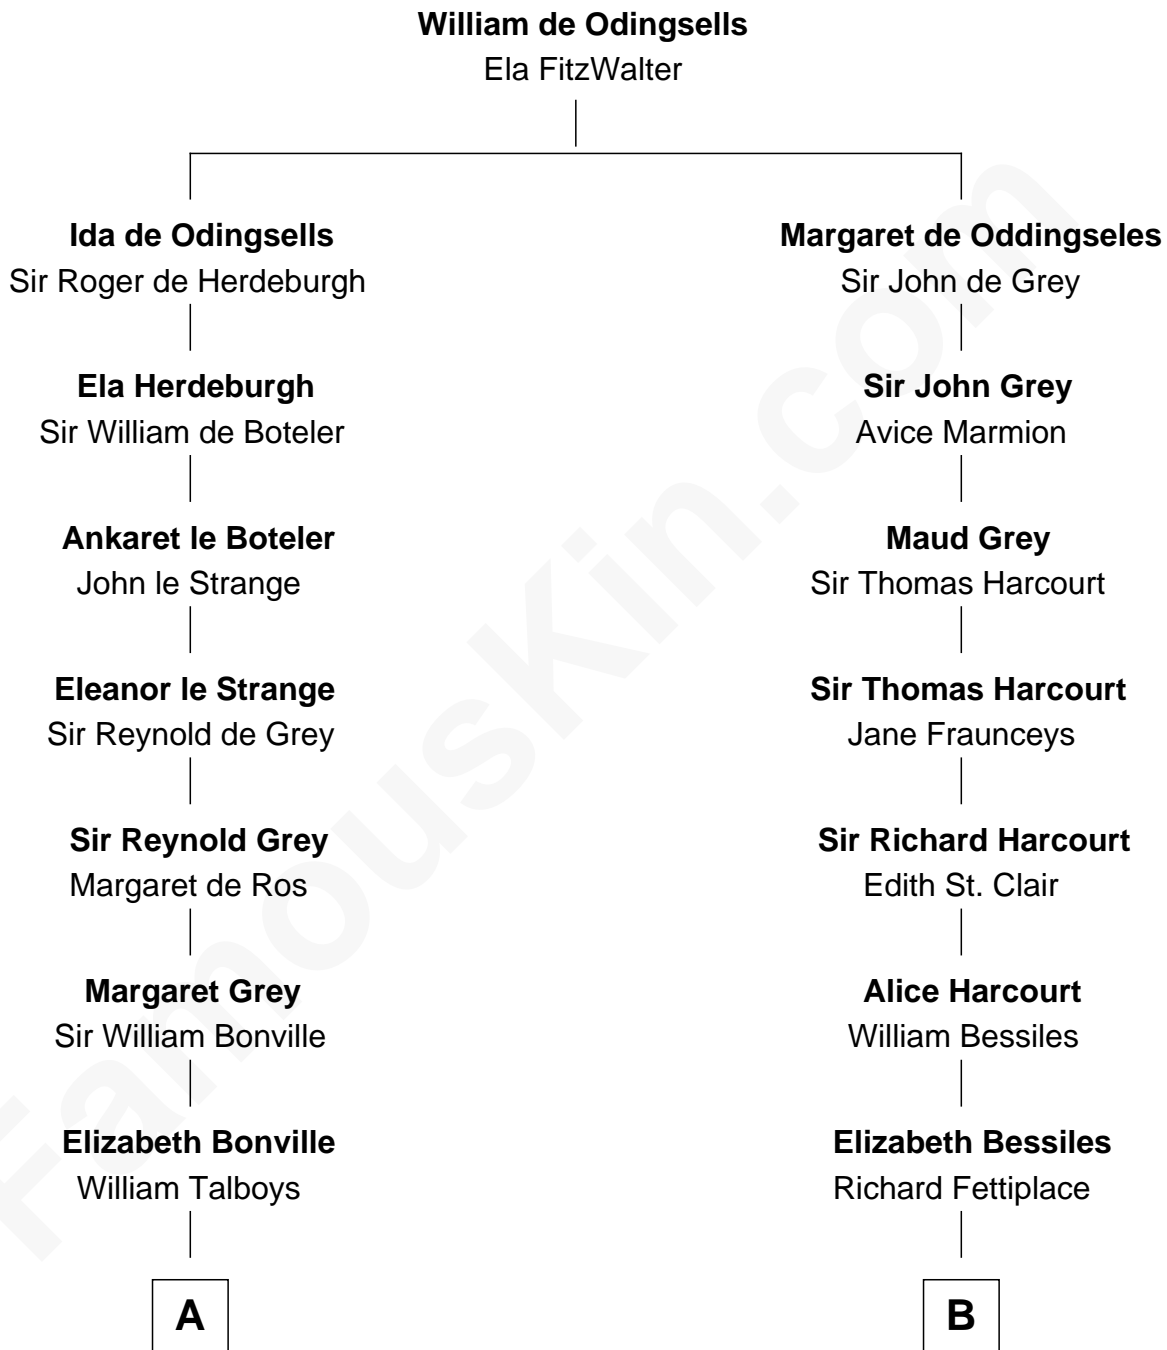 William de Odingsells
Ela FitzWalter
Ida de Odingsells
Sir Roger de Herdeburgh
Margaret de Oddingseles
Sir John de Grey
Ela Herdeburgh
Sir William de Boteler
Sir John Grey
Avice Marmion
Ankaret le Boteler
John le Strange
Maud Grey
Sir Thomas Harcourt
Eleanor le Strange
Sir Reynold de Grey
Sir Thomas Harcourt
Jane Fraunceys
Sir Reynold Grey
Margaret de Ros
Sir Richard Harcourt
Edith St. Clair
Margaret Grey
Sir William Bonville
Alice Harcourt
William Bessiles
Elizabeth Bonville
William Talboys
Elizabeth Bessiles
Richard Fettiplace
A
B
FamousKin.com